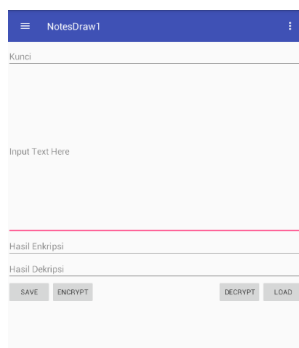 NotesDraw1
Kunci
Input Text Here
Hasil Enkripsi
Hasil Dekripsi
SAVE ENCRYPT DECRYPT LOAD